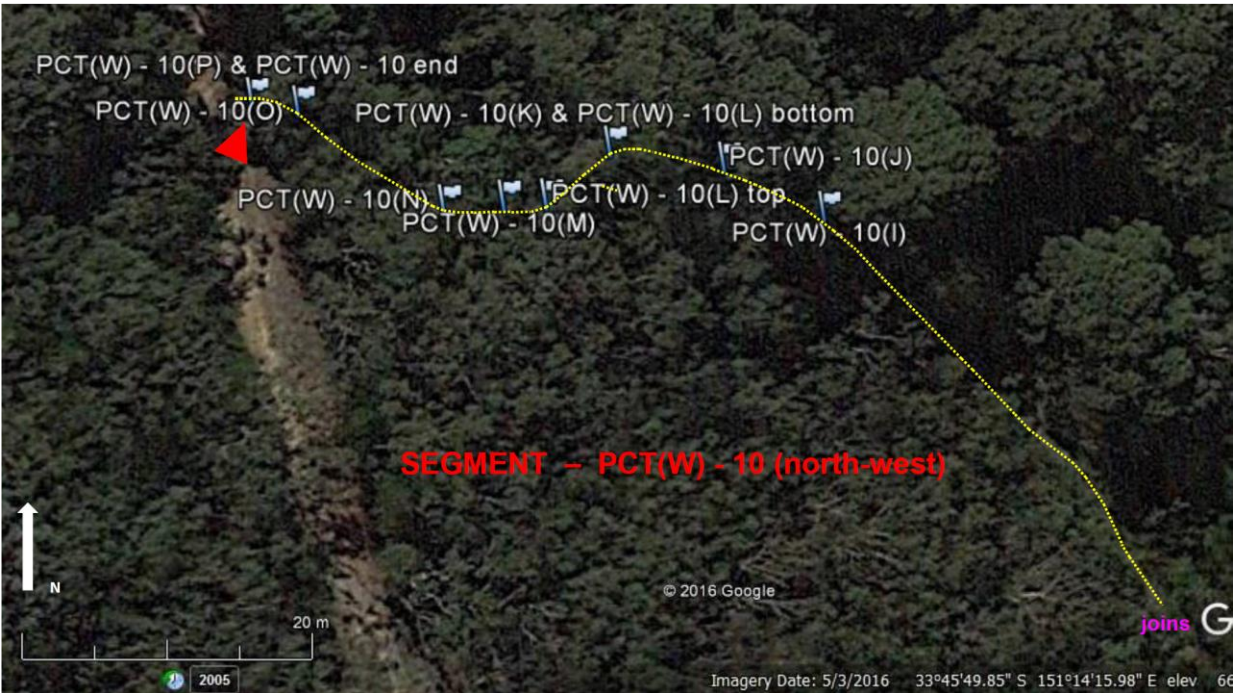 PCT(W) - 10(P) & PCT(W) - 10 end
PCT(W) - 10(O)
PCT(W) - 10(K) & PCT(W) - 10(L) bottom
PCT(W) - 10(J)
PCT(W) - 10(N)
PCT(W) - 10(L) top
PCT(W) - 10(M)
PCT(W) - 10(I)
SEGMENT – PCT(W) - 10 (north-west)
N
© 2016 Google
20 m
joins
G
2005
Imagery Date: 5/3/2016 33°45'49.85" S 151°14'15.98" E elev 66